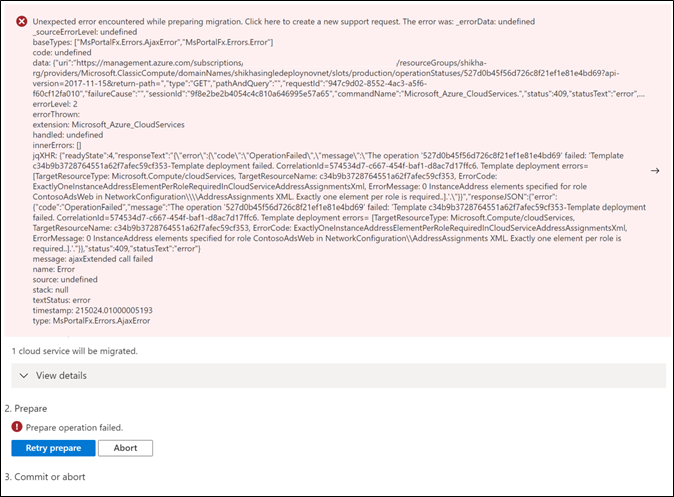 Unexpected error encountered while preparing migration. Click here to create a new support request. The error was: _errorData: undefined
_sourceErrorLevel: undefined
baseTypes: ["MsPortalFx.Errors.AjaxError","MsPortalFx.Errors.Error"]
code: undefined
data: {"uri":"https://management.azure.com/subscriptions, /resourceGroups/shikha-
rg/providers/Microsoft.ClassicCompute/domainNames/shikhasingledeploynovnet/slots/production/operationStatuses/527d0b45f56d726c8f21ef1e81e4bd69?api-
version=2017-11-15&return-path=","type":"GET","pathAndQuery":"","requestId":"947c9d02-8552-4ac3-a5f6-
f60cf12fa010","failureCause":"","sessionId":"9f8e2be2b4054c4c810a646995e57a65","commandName":"Microsoft_Azure_CloudServices.","status":409,"statusText":"error",...
errorLevel: 2
errorThrown:
extension: Microsoft_Azure_CloudServices
handled: undefined
innerErrors: []
jqXHR: {"readyState":4,"responseText":"{\"error\":{\"code\":\"OperationFailed\",\"message\":\"The operation '527d0b45f56d726c8f21ef1e81e4bd69' failed: 'Template
c34b9b3728764551a62f7afec59cf353-Template deployment failed. CorrelationId=574534d7-c667-454f-baf1-d8ac7d17ffc6. Template deployment errors=
[TargetResourceType: Microsoft.Compute/cloudServices, TargetResourceName: c34b9b3728764551a62f7afec59cf353, ErrorCode:
ExactlyOneInstanceAddressElementPerRoleRequiredInCloudServiceAddressAssignmentsXml, ErrorMessage: 0 InstanceAddress elements specified for role
ContosoAdsWeb in NetworkConfiguration\\\\AddressAssignments XML. Exactly one element per role is required..].'.\"}}","responseJSON":{"error":
{"code":"OperationFailed","message":"The operation '527d0b45f56d726c8f21ef1e81e4bd69' failed: 'Template c34b9b3728764551a62f7afec59cf353-Template deployment
failed. CorrelationId=574534d7-c667-454f-baf1-d8ac7d17ffc6. Template deployment errors= [TargetResourceType: Microsoft.Compute/cloudServices,
TargetResourceName: c34b9b3728764551a62f7afec59cf353, ErrorCode: ExactlyOneInstanceAddressElementPerRoleRequiredInCloudServiceAddressAssignmentsXml,
ErrorMessage: 0 InstanceAddress elements specified for role ContosoAdsWeb in NetworkConfiguration\\AddressAssignments XML. Exactly one element per role is
required..].'."}},"status":409,"statusText":"error"}
message: ajaxExtended call failed
name: Error
source: undefined
stack: null
textStatus: error
timestamp: 215024.01000005193
type: MsPortalFx.Errors.AjaxError
1 cloud service will be migrated.
View details
2. Prepare
Prepare operation failed.
Retry prepare Abort
3. Commit or abort